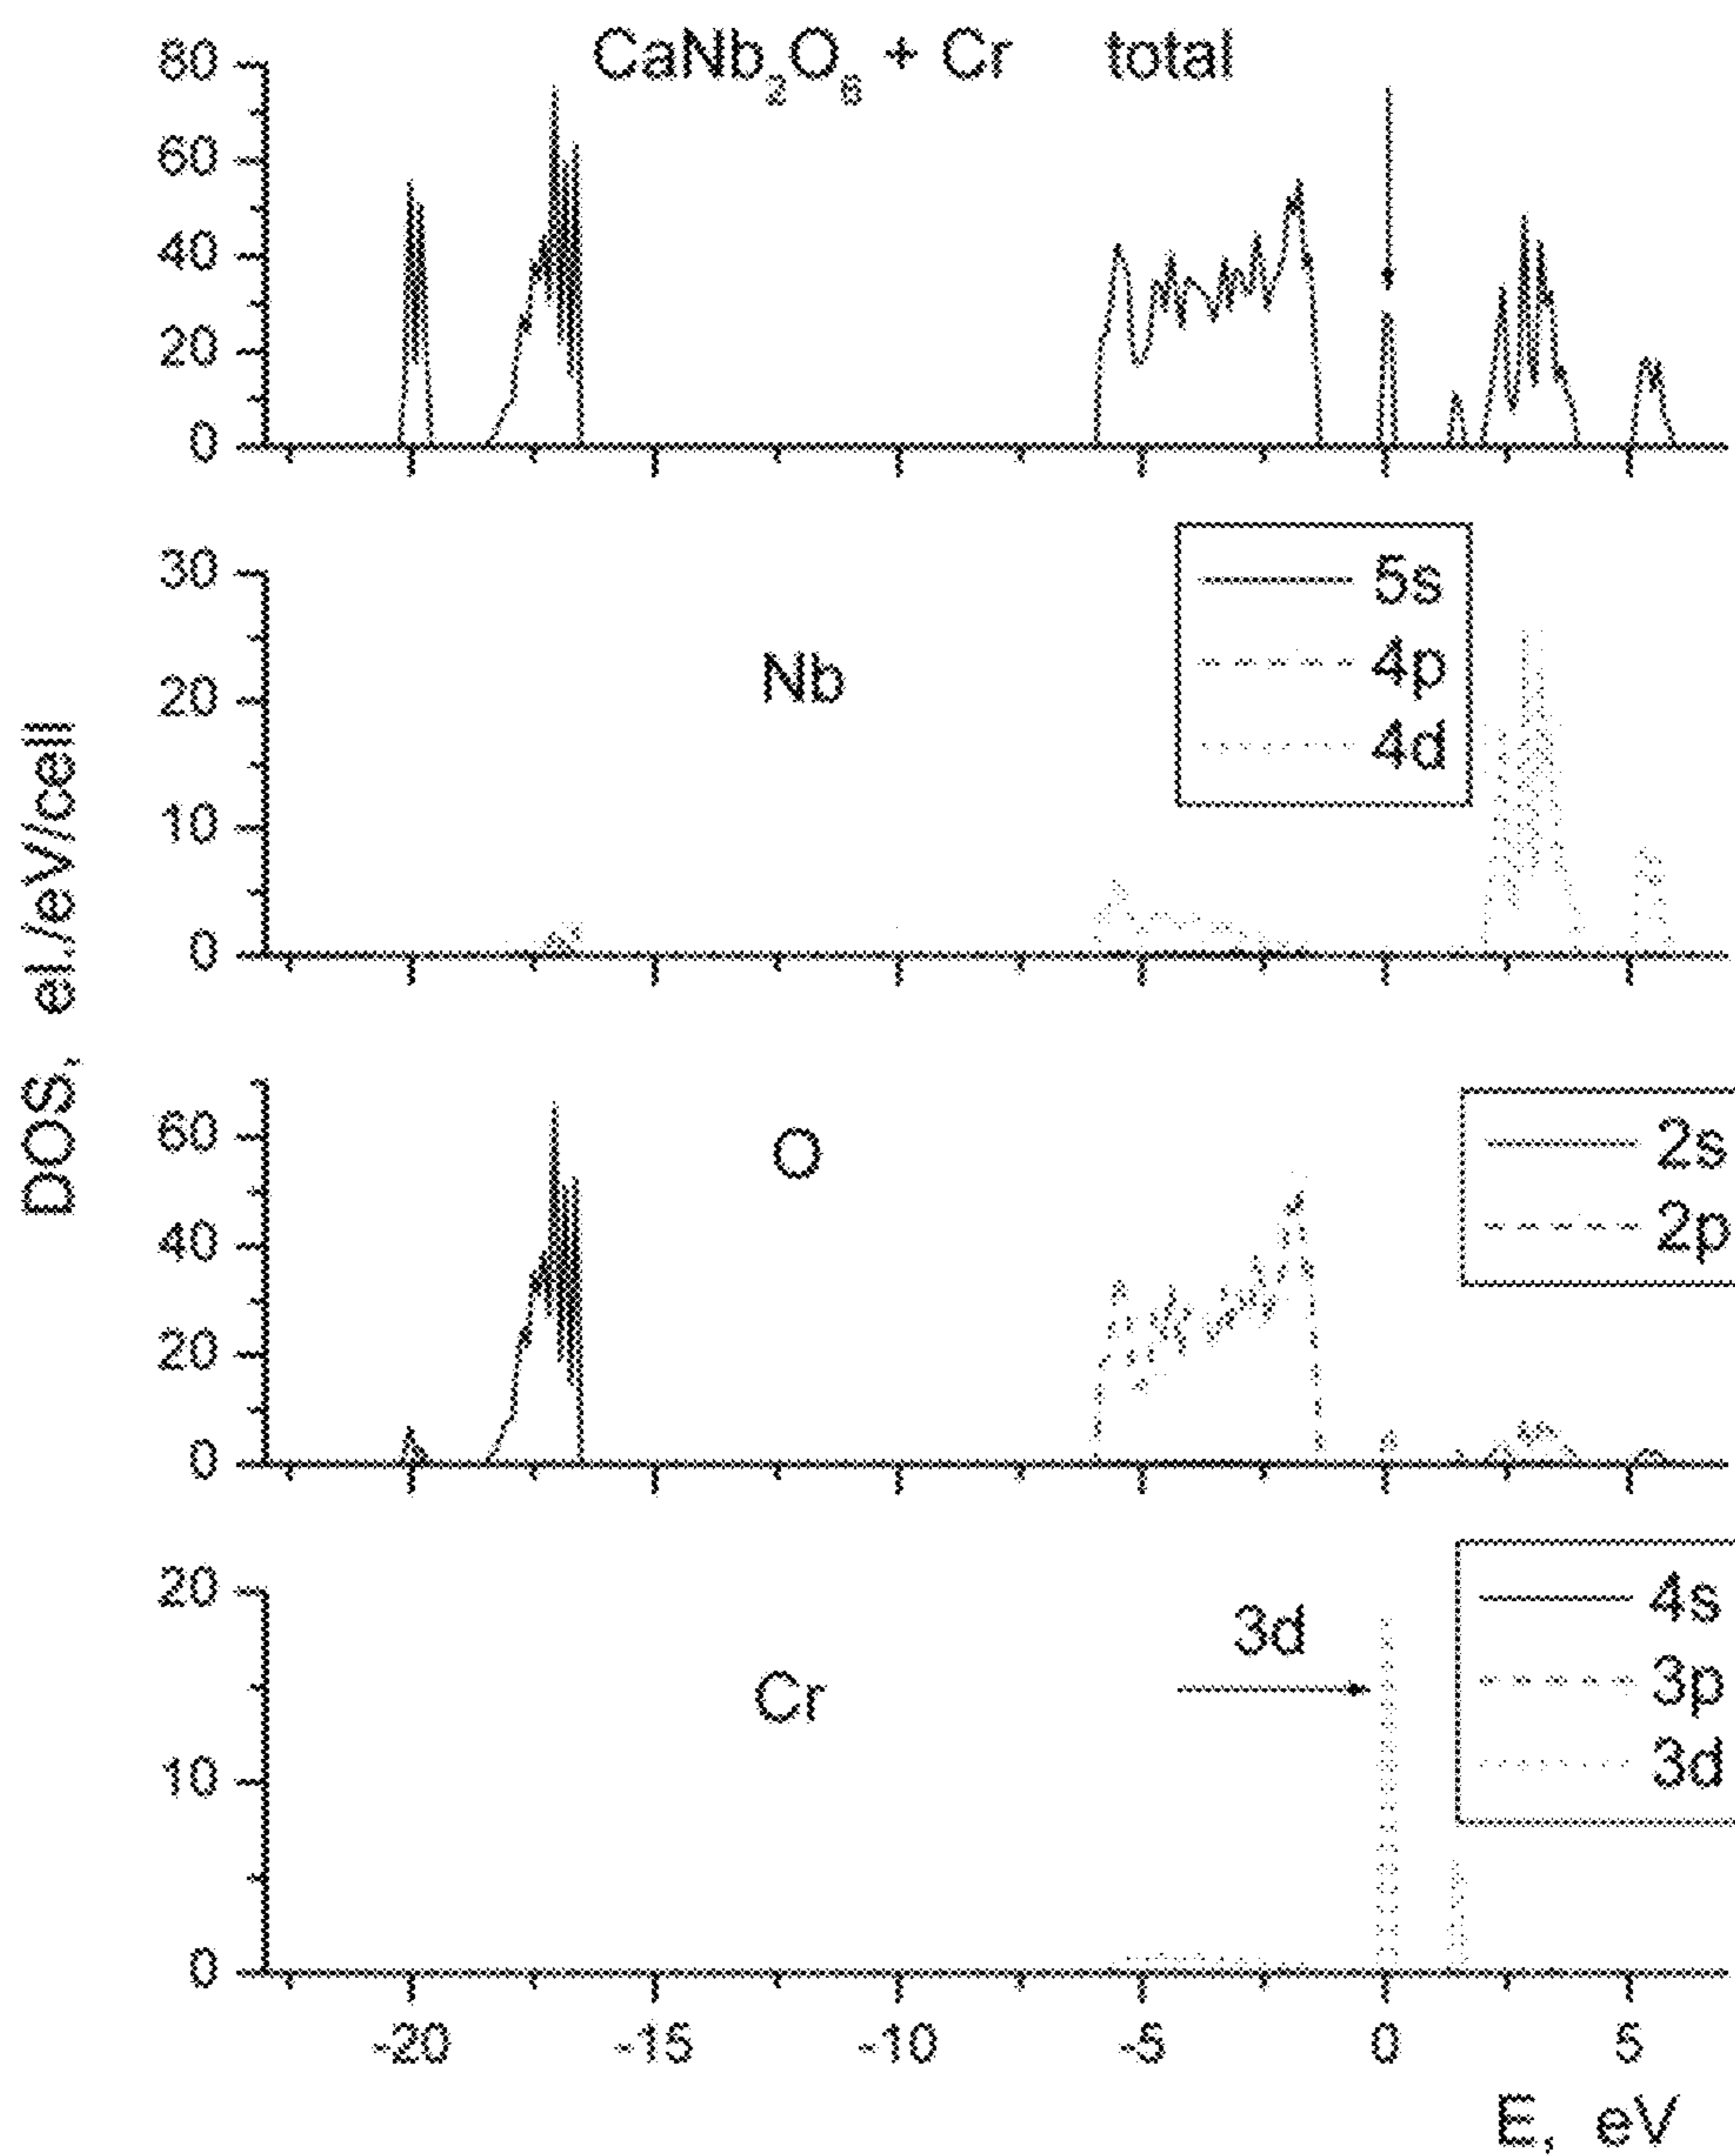 CaNb₂O₆ + Cr total
80
60
40
20
0
5s
4p
4d
Nb
30
20
10
0
DOS, el./eV/cell
O
2s
2p
60
40
20
0
4s
3p
3d
3d
Cr
20
10
0
-20 -15 -10 -5 0 5
E, eV